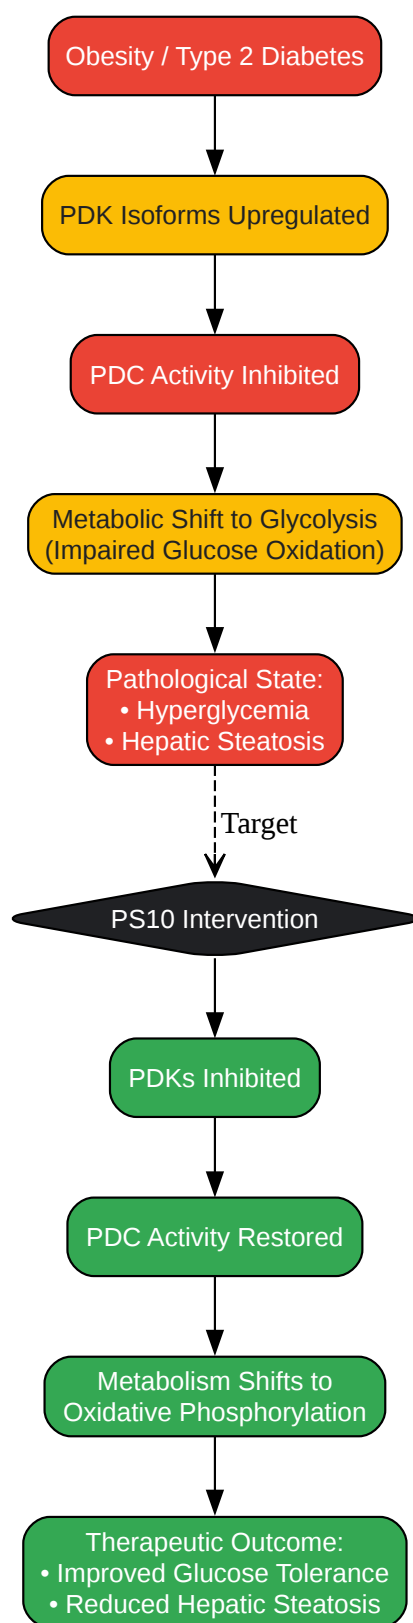 Obesity / Type 2 Diabetes
PDK Isoforms Upregulated
PDC Activity Inhibited
Metabolic Shift to Glycolysis
(Impaired Glucose Oxidation)
Pathological State:
• Hyperglycemia
• Hepatic Steatosis
Target
PS10 Intervention
PDKs Inhibited
PDC Activity Restored
Metabolism Shifts to
Oxidative Phosphorylation
Therapeutic Outcome:
• Improved Glucose Tolerance
• Reduced Hepatic Steatosis